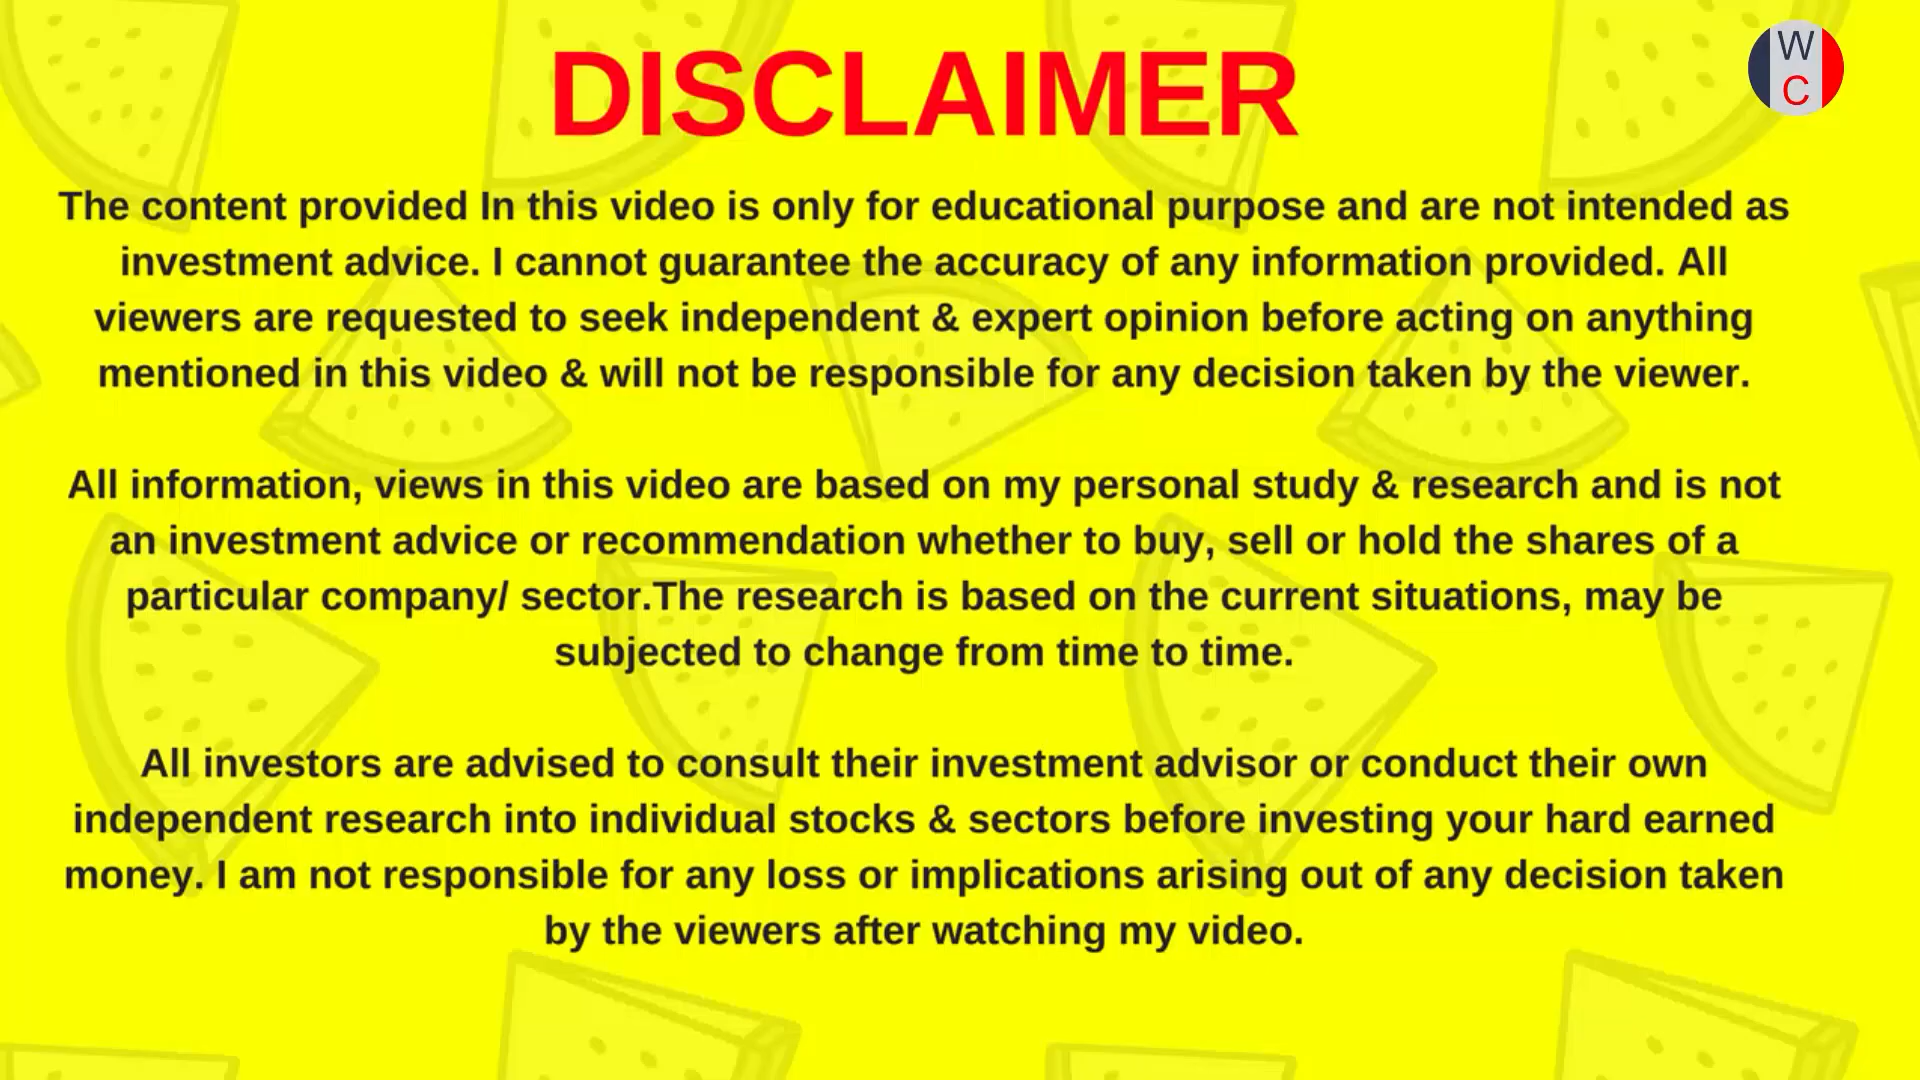 DISCLAIMER
W
C
The content provided In this video is only for educational purpose and are not intended as
investment advice. I cannot guarantee the accuracy of any information provided. All
viewers are requested to seek independent & expert opinion before acting on anything
mentioned in this video & will not be responsible for any decision taken by the viewer.
All information, views in this video are based on my personal study & research and is not
an investment advice or recommendation whether to buy, sell or hold the shares of a
particular company/ sector.The research is based on the current situations, may be
subjected to change from time to time.
All investors are advised to consult their investment advisor or conduct their own
independent research into individual stocks & sectors before investing your hard earned
money. I am not responsible for any loss or implications arising out of any decision taken
by the viewers after watching my video.